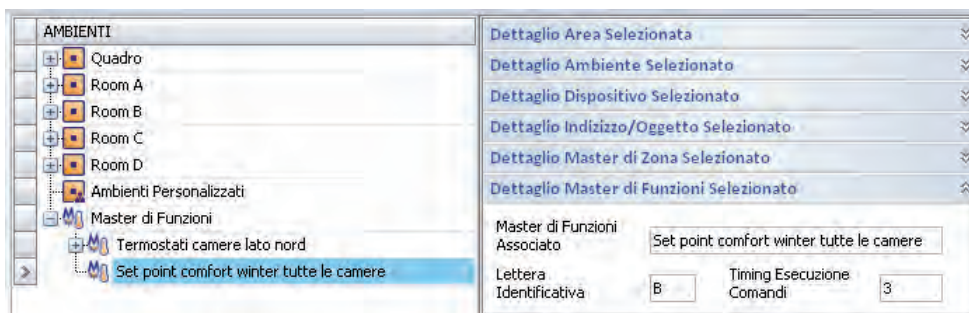 AMBIENTI
Quadro
Room A
Room B
Room C
Room D
Ambienti Personalizzati
Master di Funzioni
Termostati camere lato nord
Set point comfort winter tutte le camere
Dettaglio Area Selezionata
Dettaglio Ambiente Selezionato
Dettaglio Dispositivo Selezionato
Dettaglio Indizizzo/Oggetto Selezionato
Dettaglio Master di Zona Selezionato
Dettaglio Master di Funzioni Selezionato
Master di Funzioni
Associato
Set point comfort winter tutte le camere
Lettera
Identificativa
B
Timing Esecuzione
Comandi
3